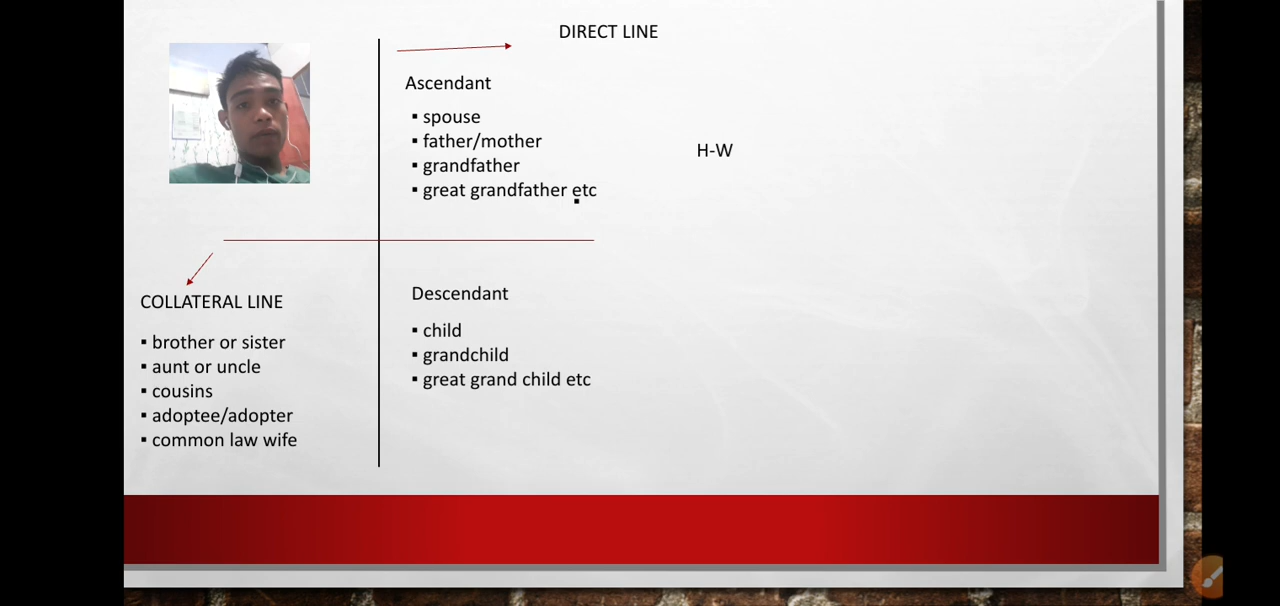 DIRECT LINE
Ascendant
▪ spouse
▪ father/mother
▪ grandfather
▪ great grandfather etc
▪
H-W
COLLATERAL LINE
▪ brother or sister
▪ aunt or uncle
▪ cousins
▪ adoptee/adopter
▪ common law wife
Descendant
▪ child
▪ grandchild
▪ great grand child etc